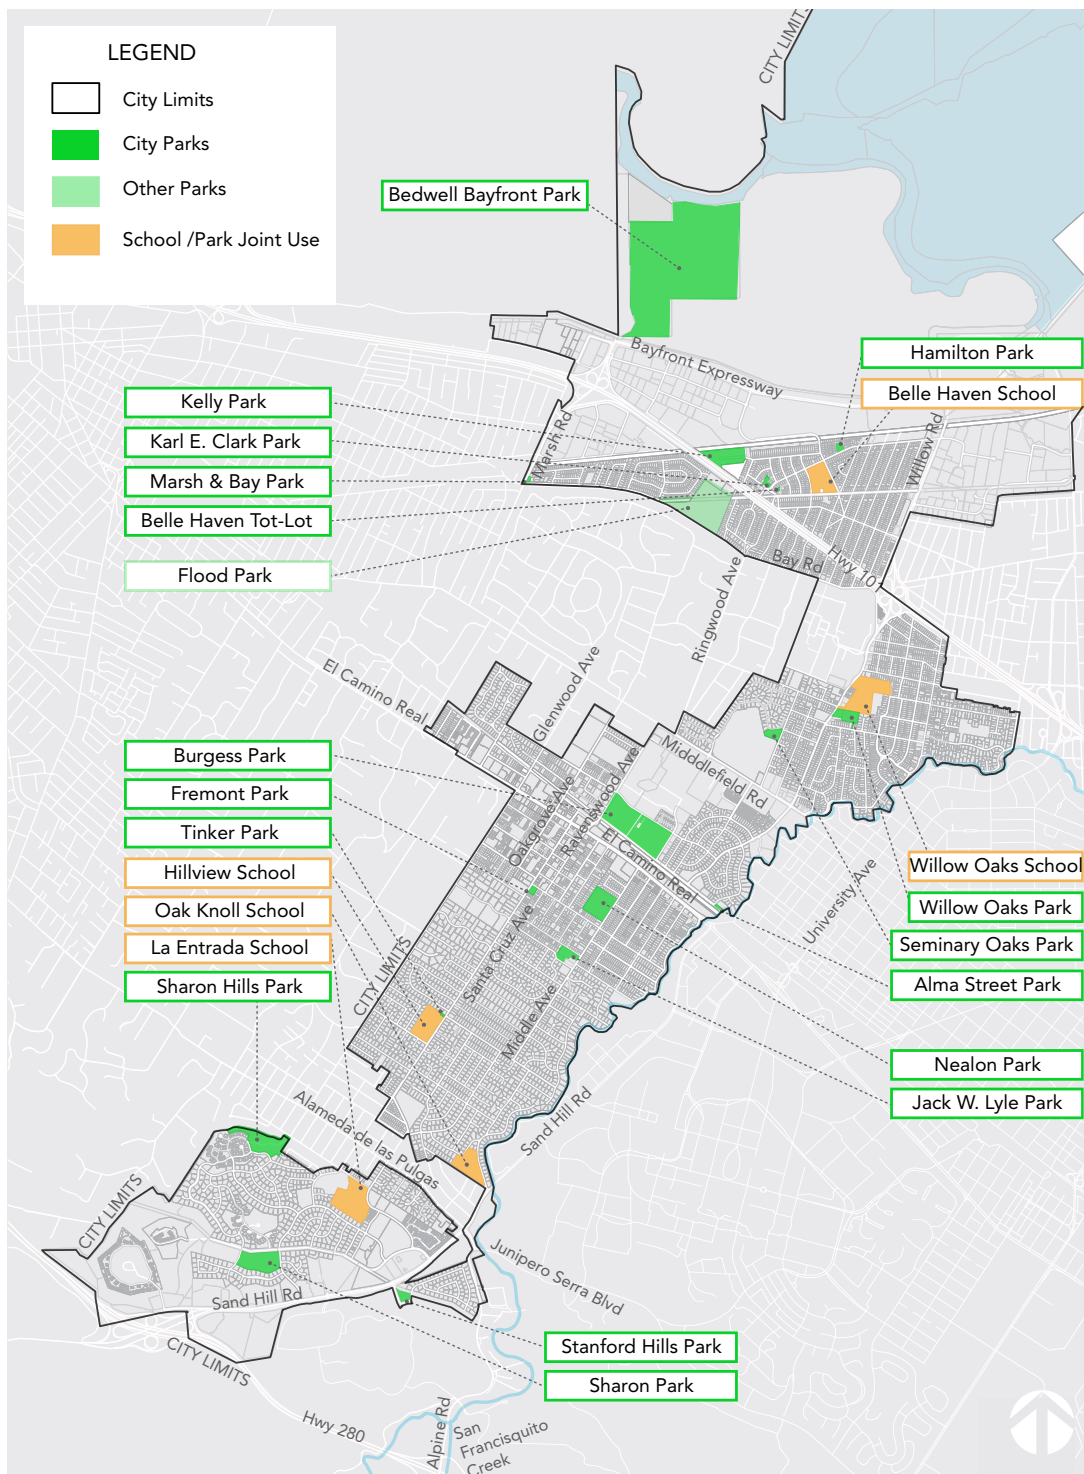 LEGEND
City Limits
City Parks
Other Parks
School /Park Joint Use
CITY LIMITS
Bedwell Bayfront Park
Bayfront Expressway
Hamilton Park
Belle Haven School
Kelly Park
Karl E. Clark Park
Marsh & Bay Park
Belle Haven Tot-Lot
Flood Park
Marsh Rd
Willow Rd
Hwy 101
Bay Rd
Ringwood Ave
El Camino Real
Glenwood Ave
Midddlefield Rd
Burgess Park
Fremont Park
Tinker Park
Hillview School
Oak Knoll School
La Entrada School
Sharon Hills Park
Oakgrove Ave
Ravenswood Ave
El Camino Real
University Ave
Willow Oaks School
Willow Oaks Park
Seminary Oaks Park
Alma Street Park
Nealon Park
Jack W. Lyle Park
CITY LIMITS
Santa Cruz Ave
Middle Ave
Sand Hill Rd
Alameda de las Pulgas
CITY LIMITS
Junipero Serra Blvd
Sand Hill Rd
CITY LIMITS
Stanford Hills Park
Sharon Park
Hwy 280
Alpine Rd
San
Francisquito
Creek